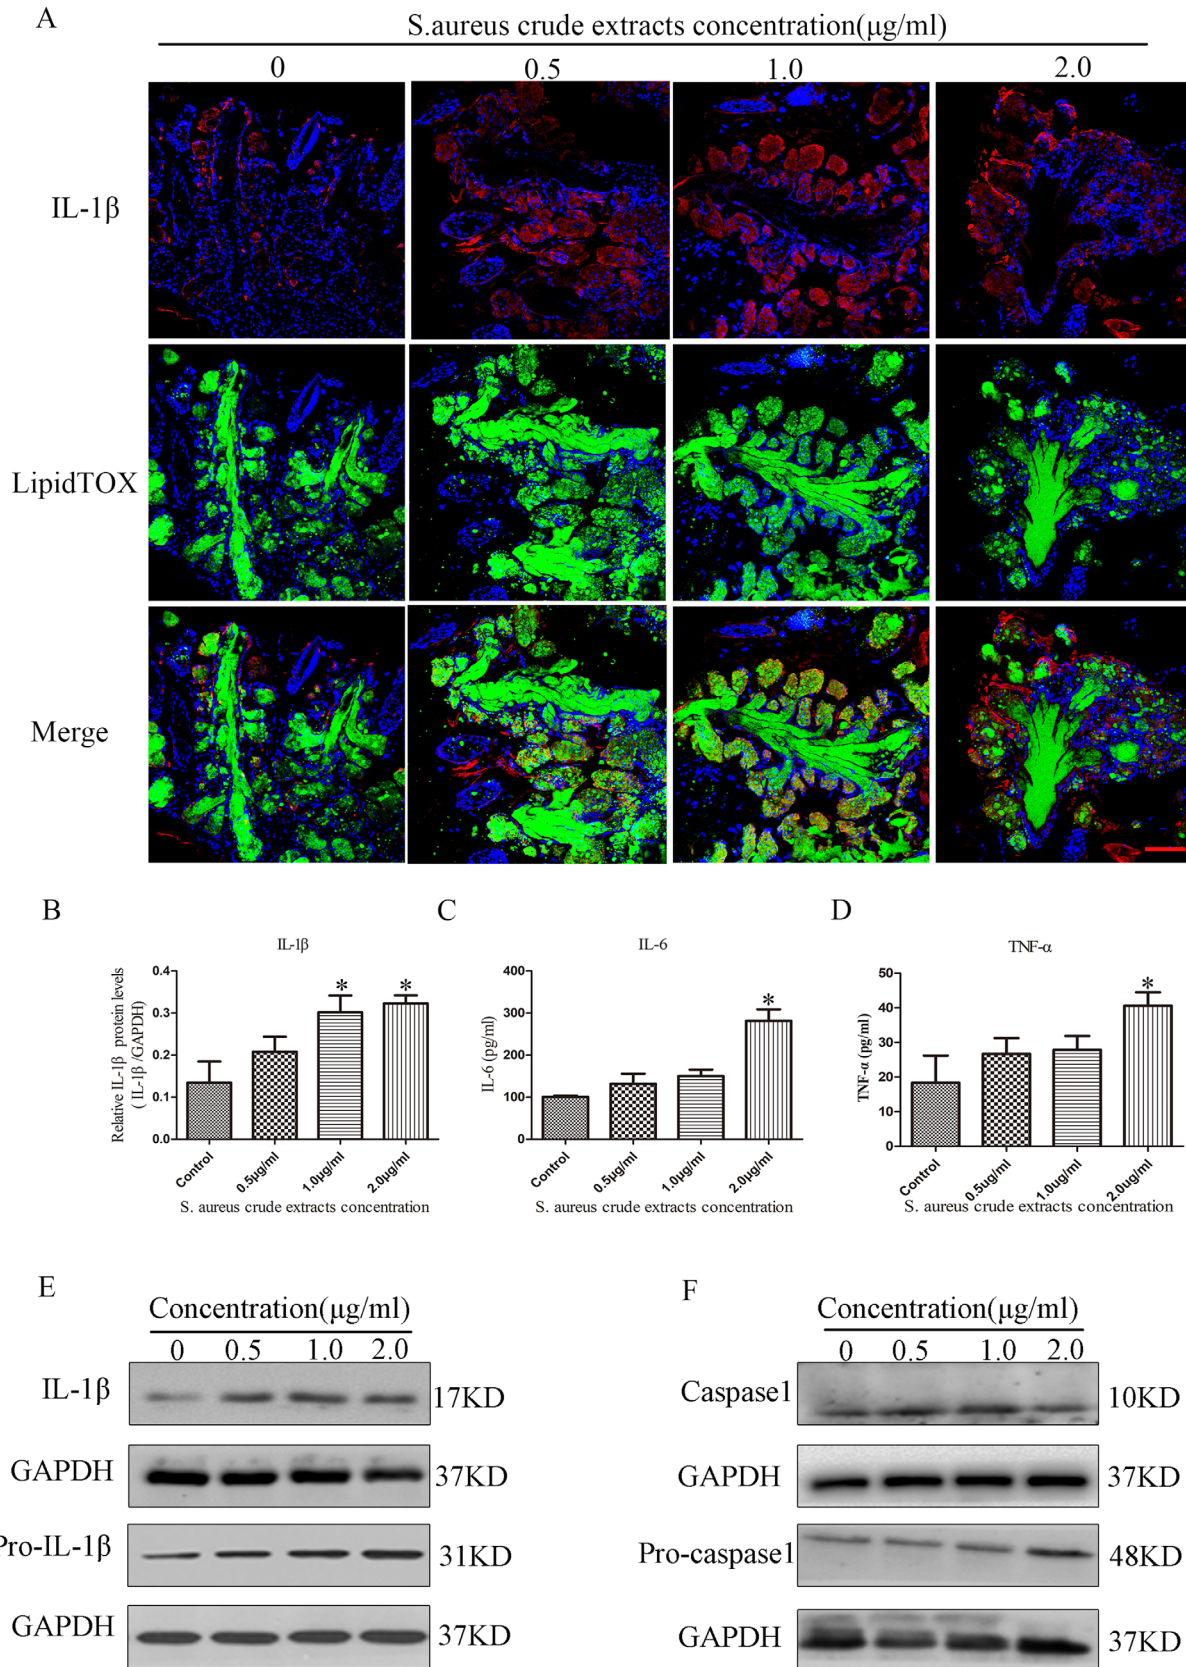 A
S.aureus crude extracts concentration(μg/ml)
0 0.5 1.0 2.0
IL-1β
LipidTOX
Merge
B C D
IL-1β
Relative IL-1β protein levels
( IL-1β /GAPDH)
0.4
0.3
0.2
0.1
0.0
* *
Control 0.5μg/ml 1.0μg/ml 2.0μg/ml
S. aureus crude extracts concentration
IL-6
IL-6 (pg/ml)
400
300
200
100
0
*
Control 0.5μg/ml 1.0μg/ml 2.0μg/ml
S. aureus crude extracts concentration
TNF-α
TNF-α (pg/ml)
50
40
30
20
10
0
*
Control 0.5μg/ml 1.0μg/ml 2.0μg/ml
S. aureus crude extracts concentration
E
Concentration(μg/ml)
0 0.5 1.0 2.0
IL-1β 17KD
GAPDH 37KD
Pro-IL-1β 31KD
GAPDH 37KD
F
Concentration(μg/ml)
0 0.5 1.0 2.0
Caspase1 10KD
GAPDH 37KD
Pro-caspase1 48KD
GAPDH 37KD